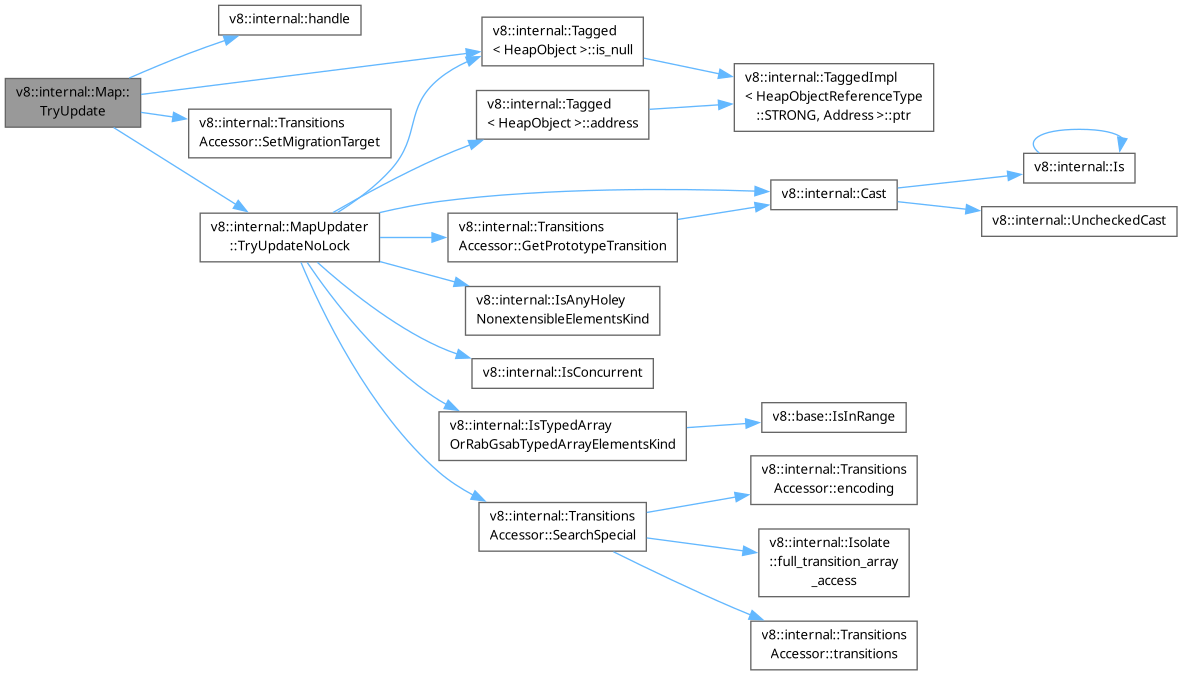 v8::internal::Map::
TryUpdate
v8::internal::handle
v8::internal::Transitions
Accessor::SetMigrationTarget
v8::internal::MapUpdater
::TryUpdateNoLock
v8::internal::Tagged
< HeapObject >::is_null
v8::internal::Tagged
< HeapObject >::address
v8::internal::TaggedImpl
< HeapObjectReferenceType
::STRONG, Address >::ptr
v8::internal::Transitions
Accessor::GetPrototypeTransition
v8::internal::Cast
v8::internal::Is
v8::internal::UncheckedCast
v8::internal::IsAnyHoley
NonextensibleElementsKind
v8::internal::IsConcurrent
v8::internal::IsTypedArray
OrRabGsabTypedArrayElementsKind
v8::base::IsInRange
v8::internal::Transitions
Accessor::SearchSpecial
v8::internal::Transitions
Accessor::encoding
v8::internal::Isolate
::full_transition_array
_access
v8::internal::Transitions
Accessor::transitions